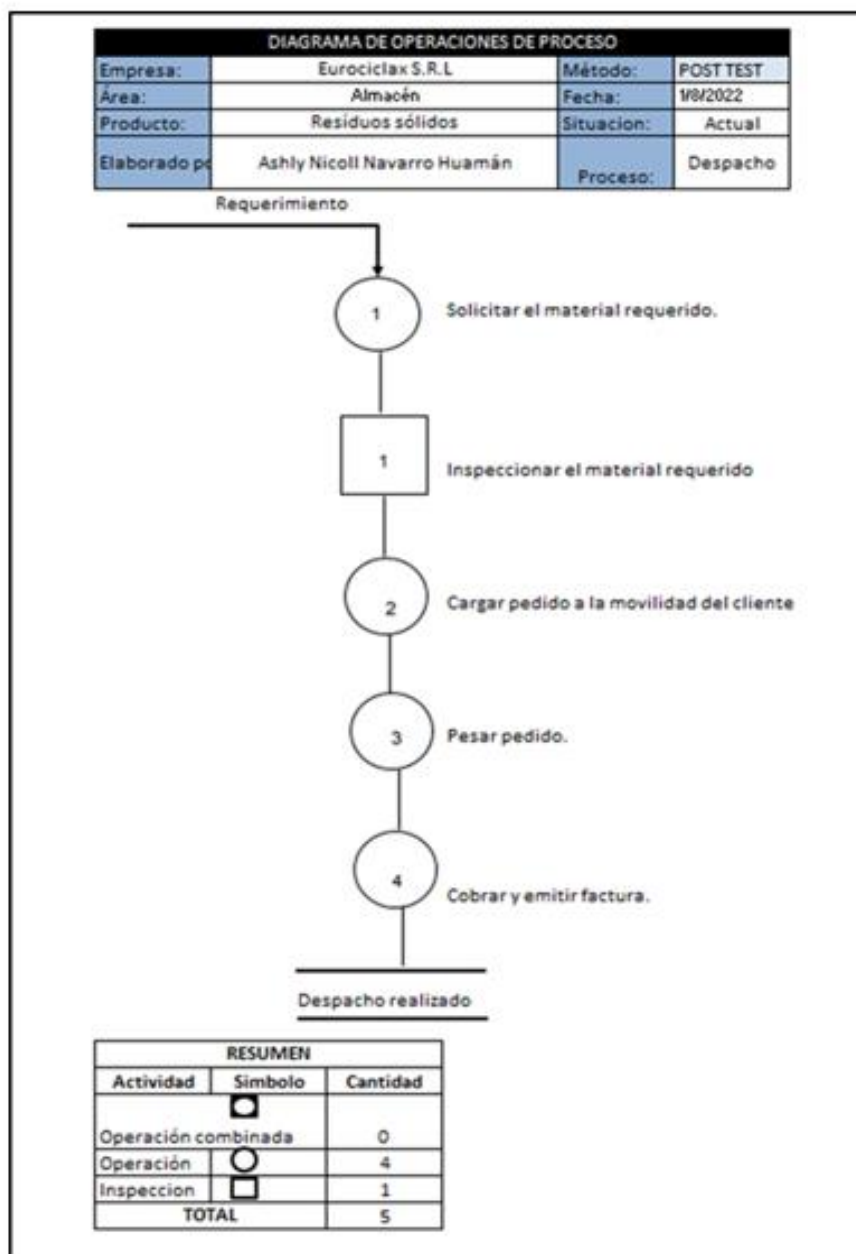 DIAGRAMA DE OPERACIONES DE PROCESO
Empresa: Eurociclax S.R.L Método: POST TEST
Área: Almacén Fecha: 1/8/2022
Producto: Resíduos sólidos Situacion: Actual
Elaborado po Ashly Nicoll Navarro Huamán Proceso: Despacho
Requerimiento
1 Solicitar el material requerido.
1 Inspeccionar el material requerido
2 Cargar pedido a la movilidad del cliente
3 Pesar pedido.
4 Cobrar y emitir factura.
Despacho realizado
RESUMEN
Actividad Simbolo Cantidad
Operación combinada 0
Operación 4
Inspeccion 1
TOTAL 5